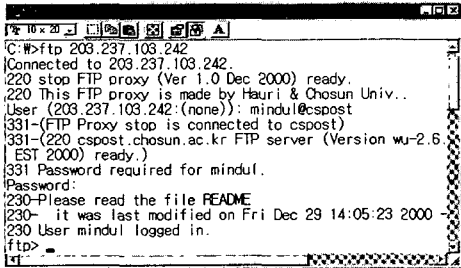 10 x 20
A
C:₩>ftp 203.237.103.242
Connected to 203.237.103.242.
220 stop FTP proxy (Ver 1.0 Dec 2000) ready.
220 This FTP proxy is made by Hauri & Chosun Univ..
User (203.237.103.242:(none)): mindul@cspost
331-(FTP Proxy stop is connected to cspost)
331-(220 cspost.chosun.ac.kr FTP server (Version wu-2.6.
EST 2000) ready.)
331 Password required for mindul.
Password:
230-Please read the file README
230-  it was last modified on Fri Dec 29 14:05:23 2000 -
230 User mindul logged in.
ftp>